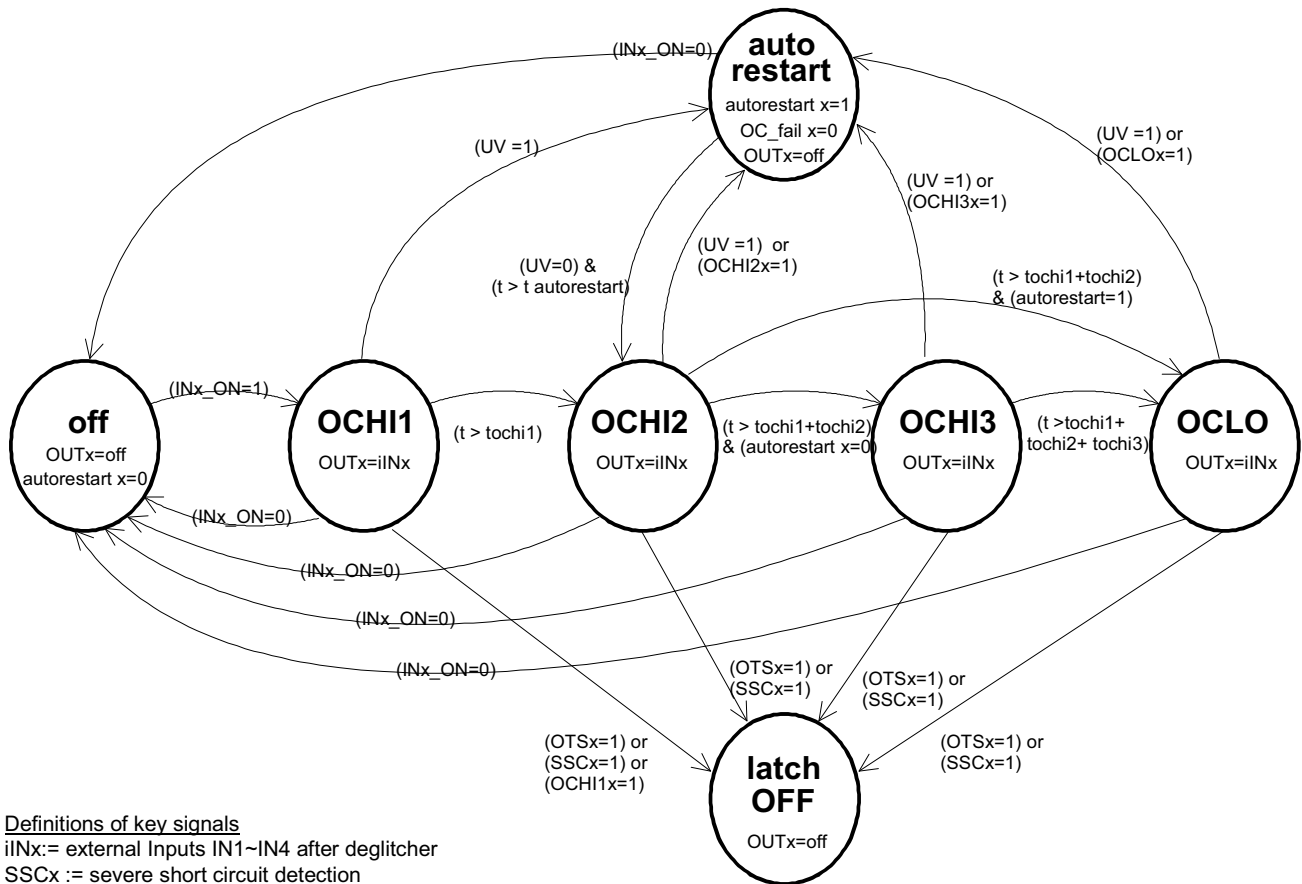 auto
restart
autorestart x=1
OC_fail x=0
OUTx=off
(INx_ON=0)
(UV =1)
(UV =1) or
(OCLOx=1)
(UV =1) or
(OCHI3x=1)
(UV =1) or
(OCHI2x=1)
(UV=0) &
(t > t autorestart)
(t > tochi1+tochi2)
& (autorestart=1)
off
OUTx=off
autorestart x=0
(INx_ON=1)
OCHI1
OUTx=iINx
(t > tochi1)
OCHI2
OUTx=iINx
(t > tochi1+tochi2)
& (autorestart x=0)
OCHI3
OUTx=iINx
(t >tochi1+
tochi2+ tochi3)
OCLO
OUTx=iINx
(INx_ON=0)
(INx_ON=0)
(INx_ON=0)
(INx_ON=0)
(OTSx=1) or
(SSCx=1) or
(OCHI1x=1)
(OTSx=1) or
(SSCx=1)
(OTSx=1) or
(SSCx=1)
(OTSx=1) or
(SSCx=1)
latch
OFF
OUTx=off
Definitions of key signals
iINx:= external Inputs IN1~IN4 after deglitcher
SSCx := severe short circuit detection